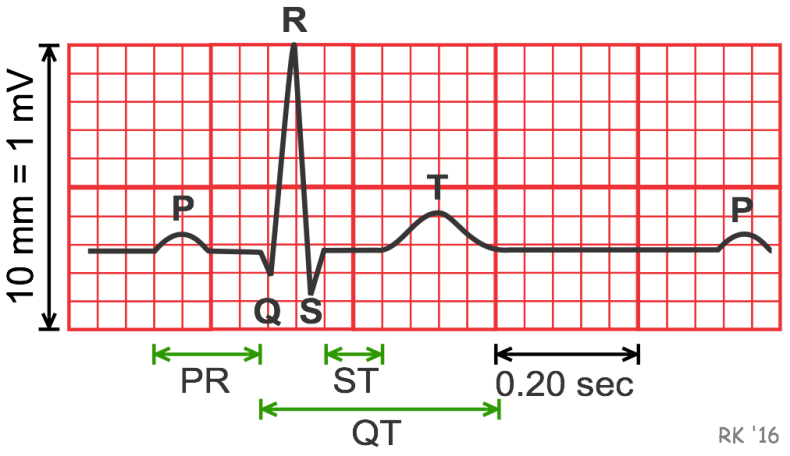 R
10 mm = 1 mV
P
T
P
Q
S
PR
ST
0.20 sec
QT
RK '16